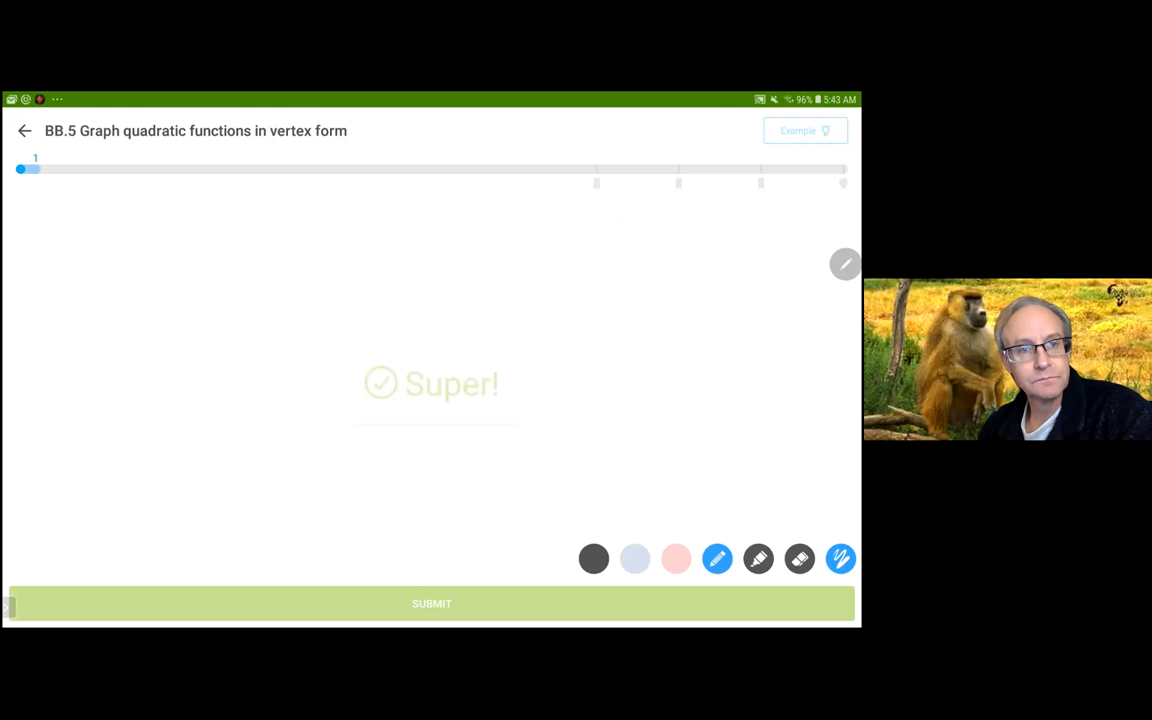 96% 5:43 AM
BB.5 Graph quadratic functions in vertex form
Example
1
Super!
SUBMIT